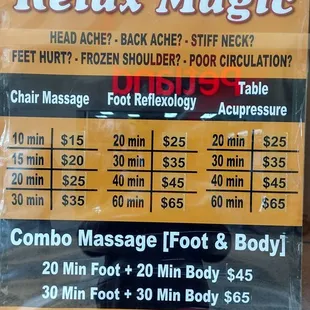 Relax Magic
HEAD ACHE? - BACK ACHE? - STIFF NECK?
FEET HURT? - FROZEN SHOULDER? - POOR CIRCULATION?
Chair Massage Foot Reflexology Table Acupressure
10 min $15 20 min $25 20 min $25
15 min $20 30 min $35 30 min $35
20 min $25 40 min $45 40 min $45
30 min $35 60 min $65 60 min $65
Combo Massage [Foot & Body]
20 Min Foot + 20 Min Body $45
30 Min Foot + 30 Min Body $65